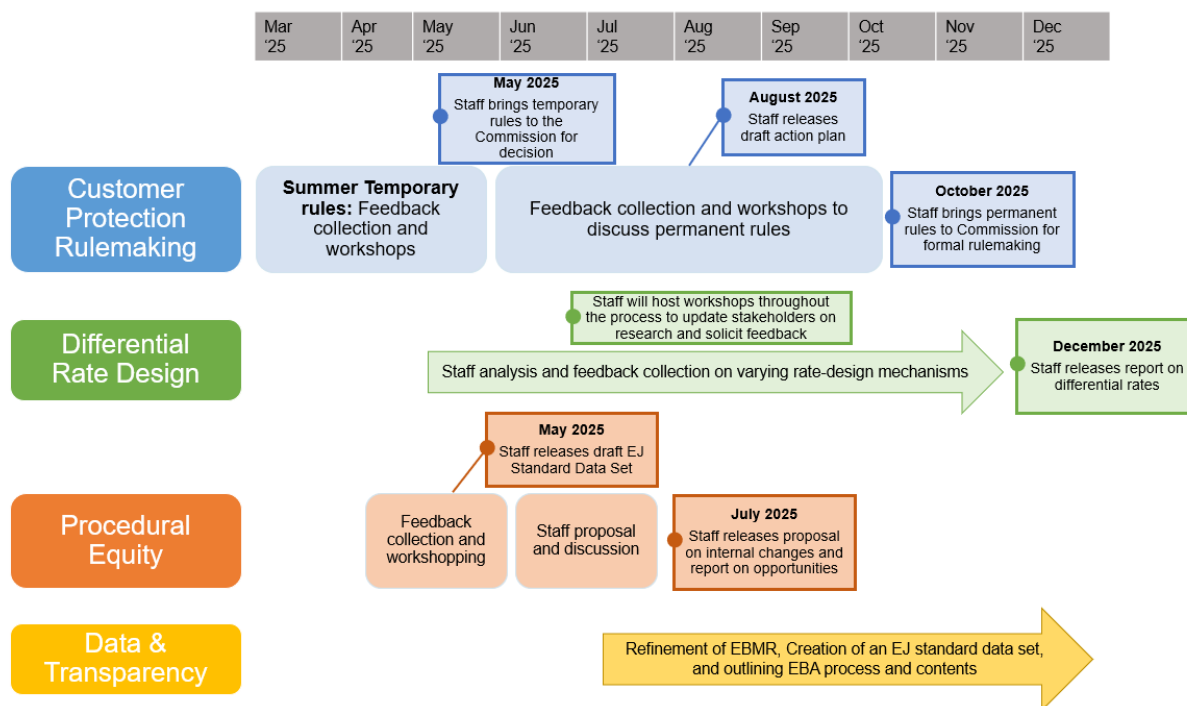 Mar
‘25
Apr
‘25
May
‘25
Jun
‘25
Jul
‘25
Aug
‘25
Sep
‘25
Oct
‘25
Nov
‘25
Dec
‘25
May 2025
Staff brings temporary
rules to the
Commission for
decision
August 2025
Staff releases
draft action plan
Customer
Protection
Rulemaking
Summer Temporary
rules: Feedback
collection and
workshops
Feedback collection and workshops to
discuss permanent rules
October 2025
Staff brings permanent
rules to Commission for
formal rulemaking
Staff will host workshops throughout
the process to update stakeholders on
research and solicit feedback
Differential
Rate Design
Staff analysis and feedback collection on varying rate-design mechanisms
December 2025
Staff releases report on
differential rates
May 2025
Staff releases draft EJ
Standard Data Set
Procedural
Equity
Feedback
collection and
workshopping
Staff proposal
and discussion
July 2025
Staff releases proposal
on internal changes and
report on opportunities
Data &
Transparency
Refinement of EBMR, Creation of an EJ standard data set,
and outlining EBA process and contents